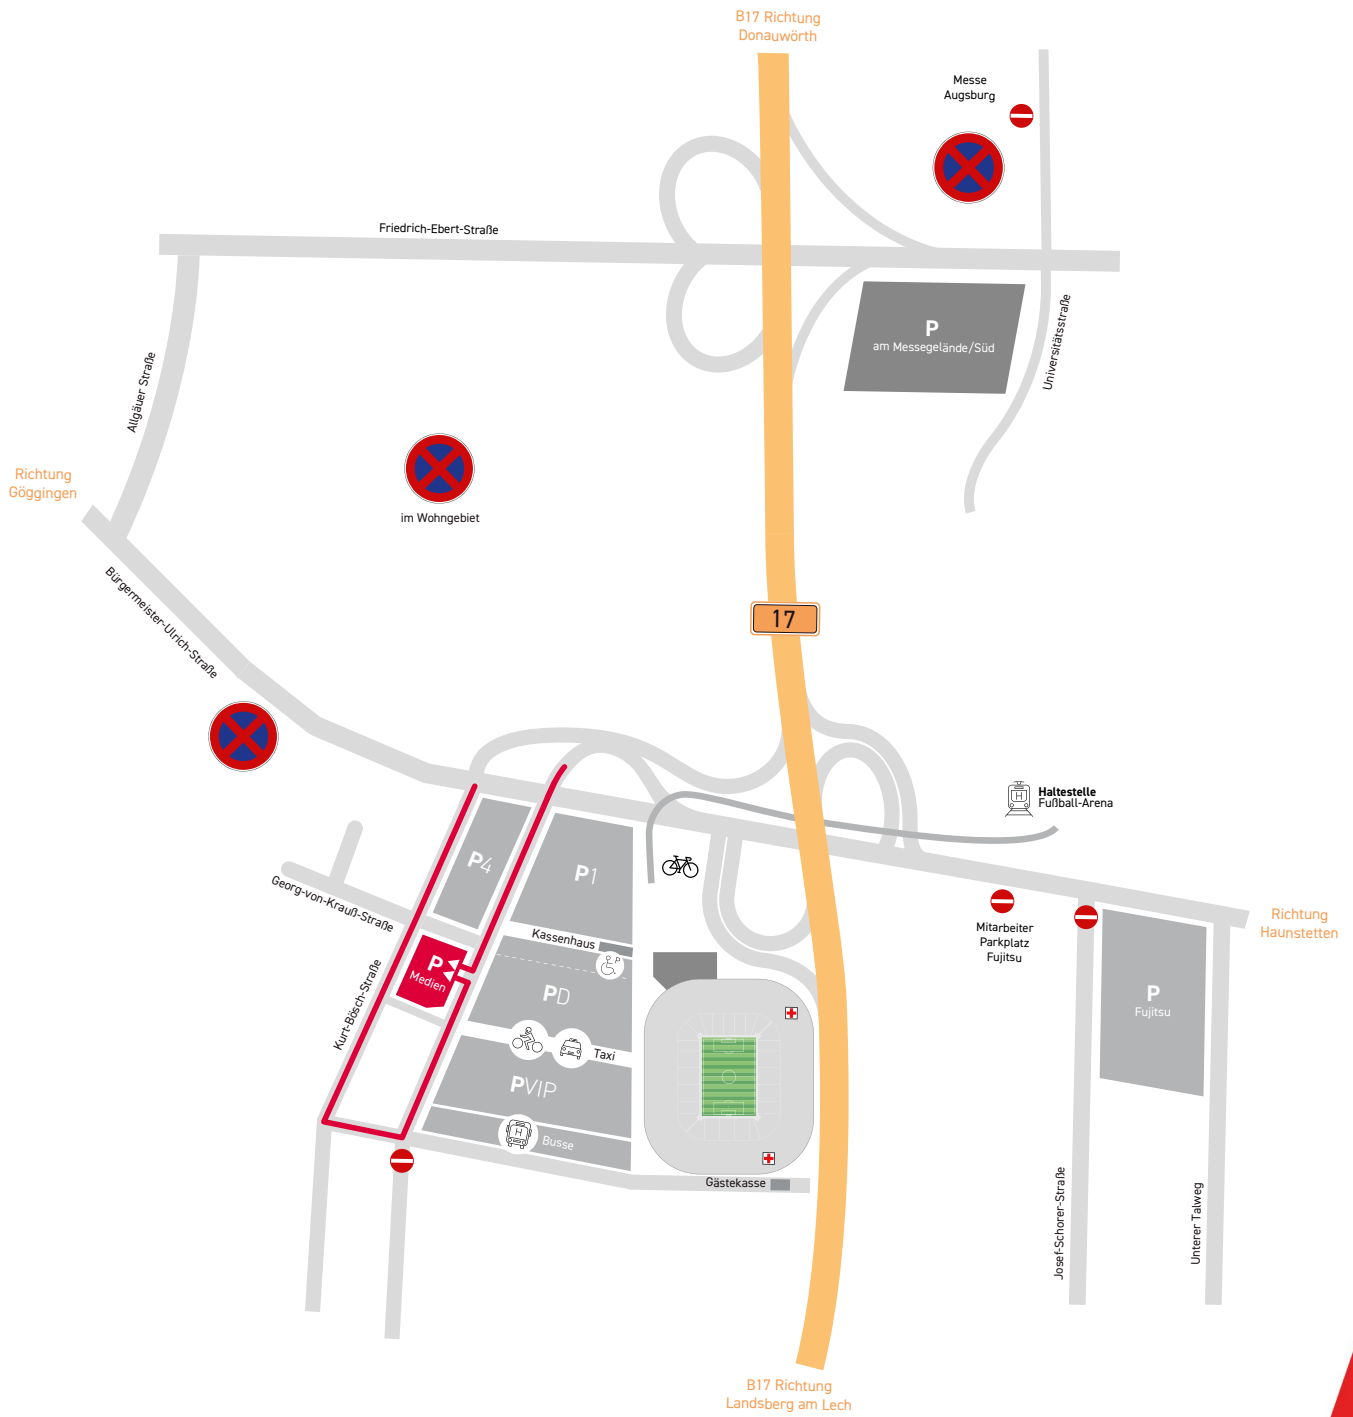 B17 Richtung
Donauwörth
Messe
Augsburg
Friedrich-Ebert-Straße
P
am Messegelände/Süd
Universitätsstraße
Allgäuer Straße
Richtung
Göggingen
im Wohngebiet
Bürgermeister-Ulrich-Straße
17
H
Haltestelle
Fußball-Arena
P4
P1
Georg-von-Krauß-Straße
Kassenhaus
P
P
Medien
Kurt-Bösch-Straße
PD
Taxi
PVIP
H
Busse
Gästekasse
Mitarbeiter
Parkplatz
Fujitsu
Richtung
Haunstetten
P
Fujitsu
Josef-Schorer-Straße
Unterer Talweg
B17 Richtung
Landsberg am Lech